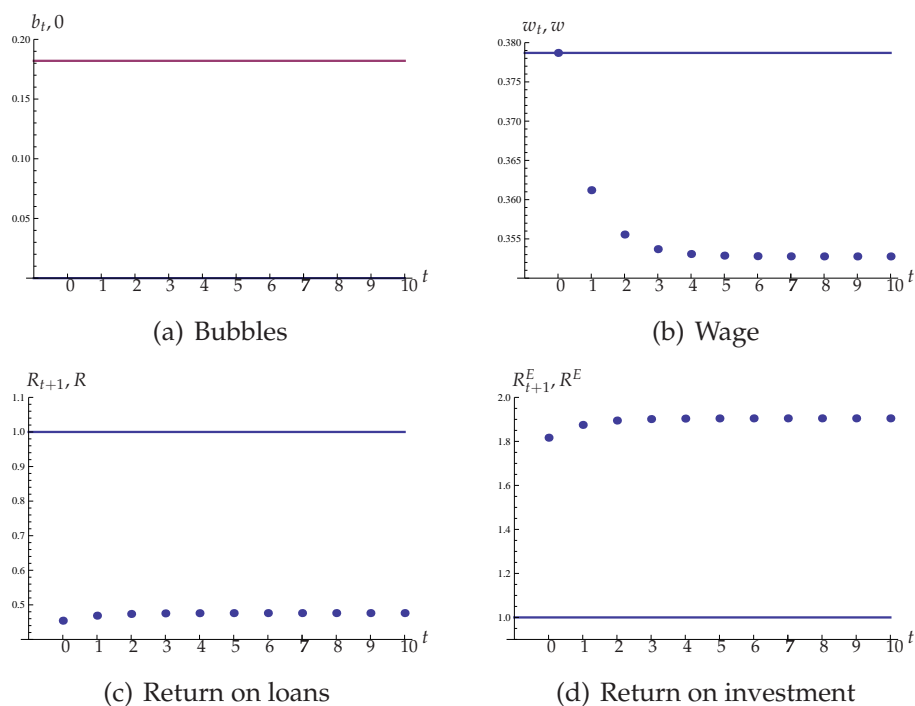 b_t, 0
0.20
0.15
0.10
0.05
0 1 2 3 4 5 6 7 8 9 10 t
(a) Bubbles
w_t, w
0.380
0.375
0.370
0.365
0.360
0.355
0 1 2 3 4 5 6 7 8 9 10 t
(b) Wage
R_{t+1}, R
1.1
1.0
0.9
0.8
0.7
0.6
0.5
0 1 2 3 4 5 6 7 8 9 10 t
(c) Return on loans
R^E_{t+1}, R^E
2.0
1.8
1.6
1.4
1.2
1.0
0 1 2 3 4 5 6 7 8 9 10 t
(d) Return on investment